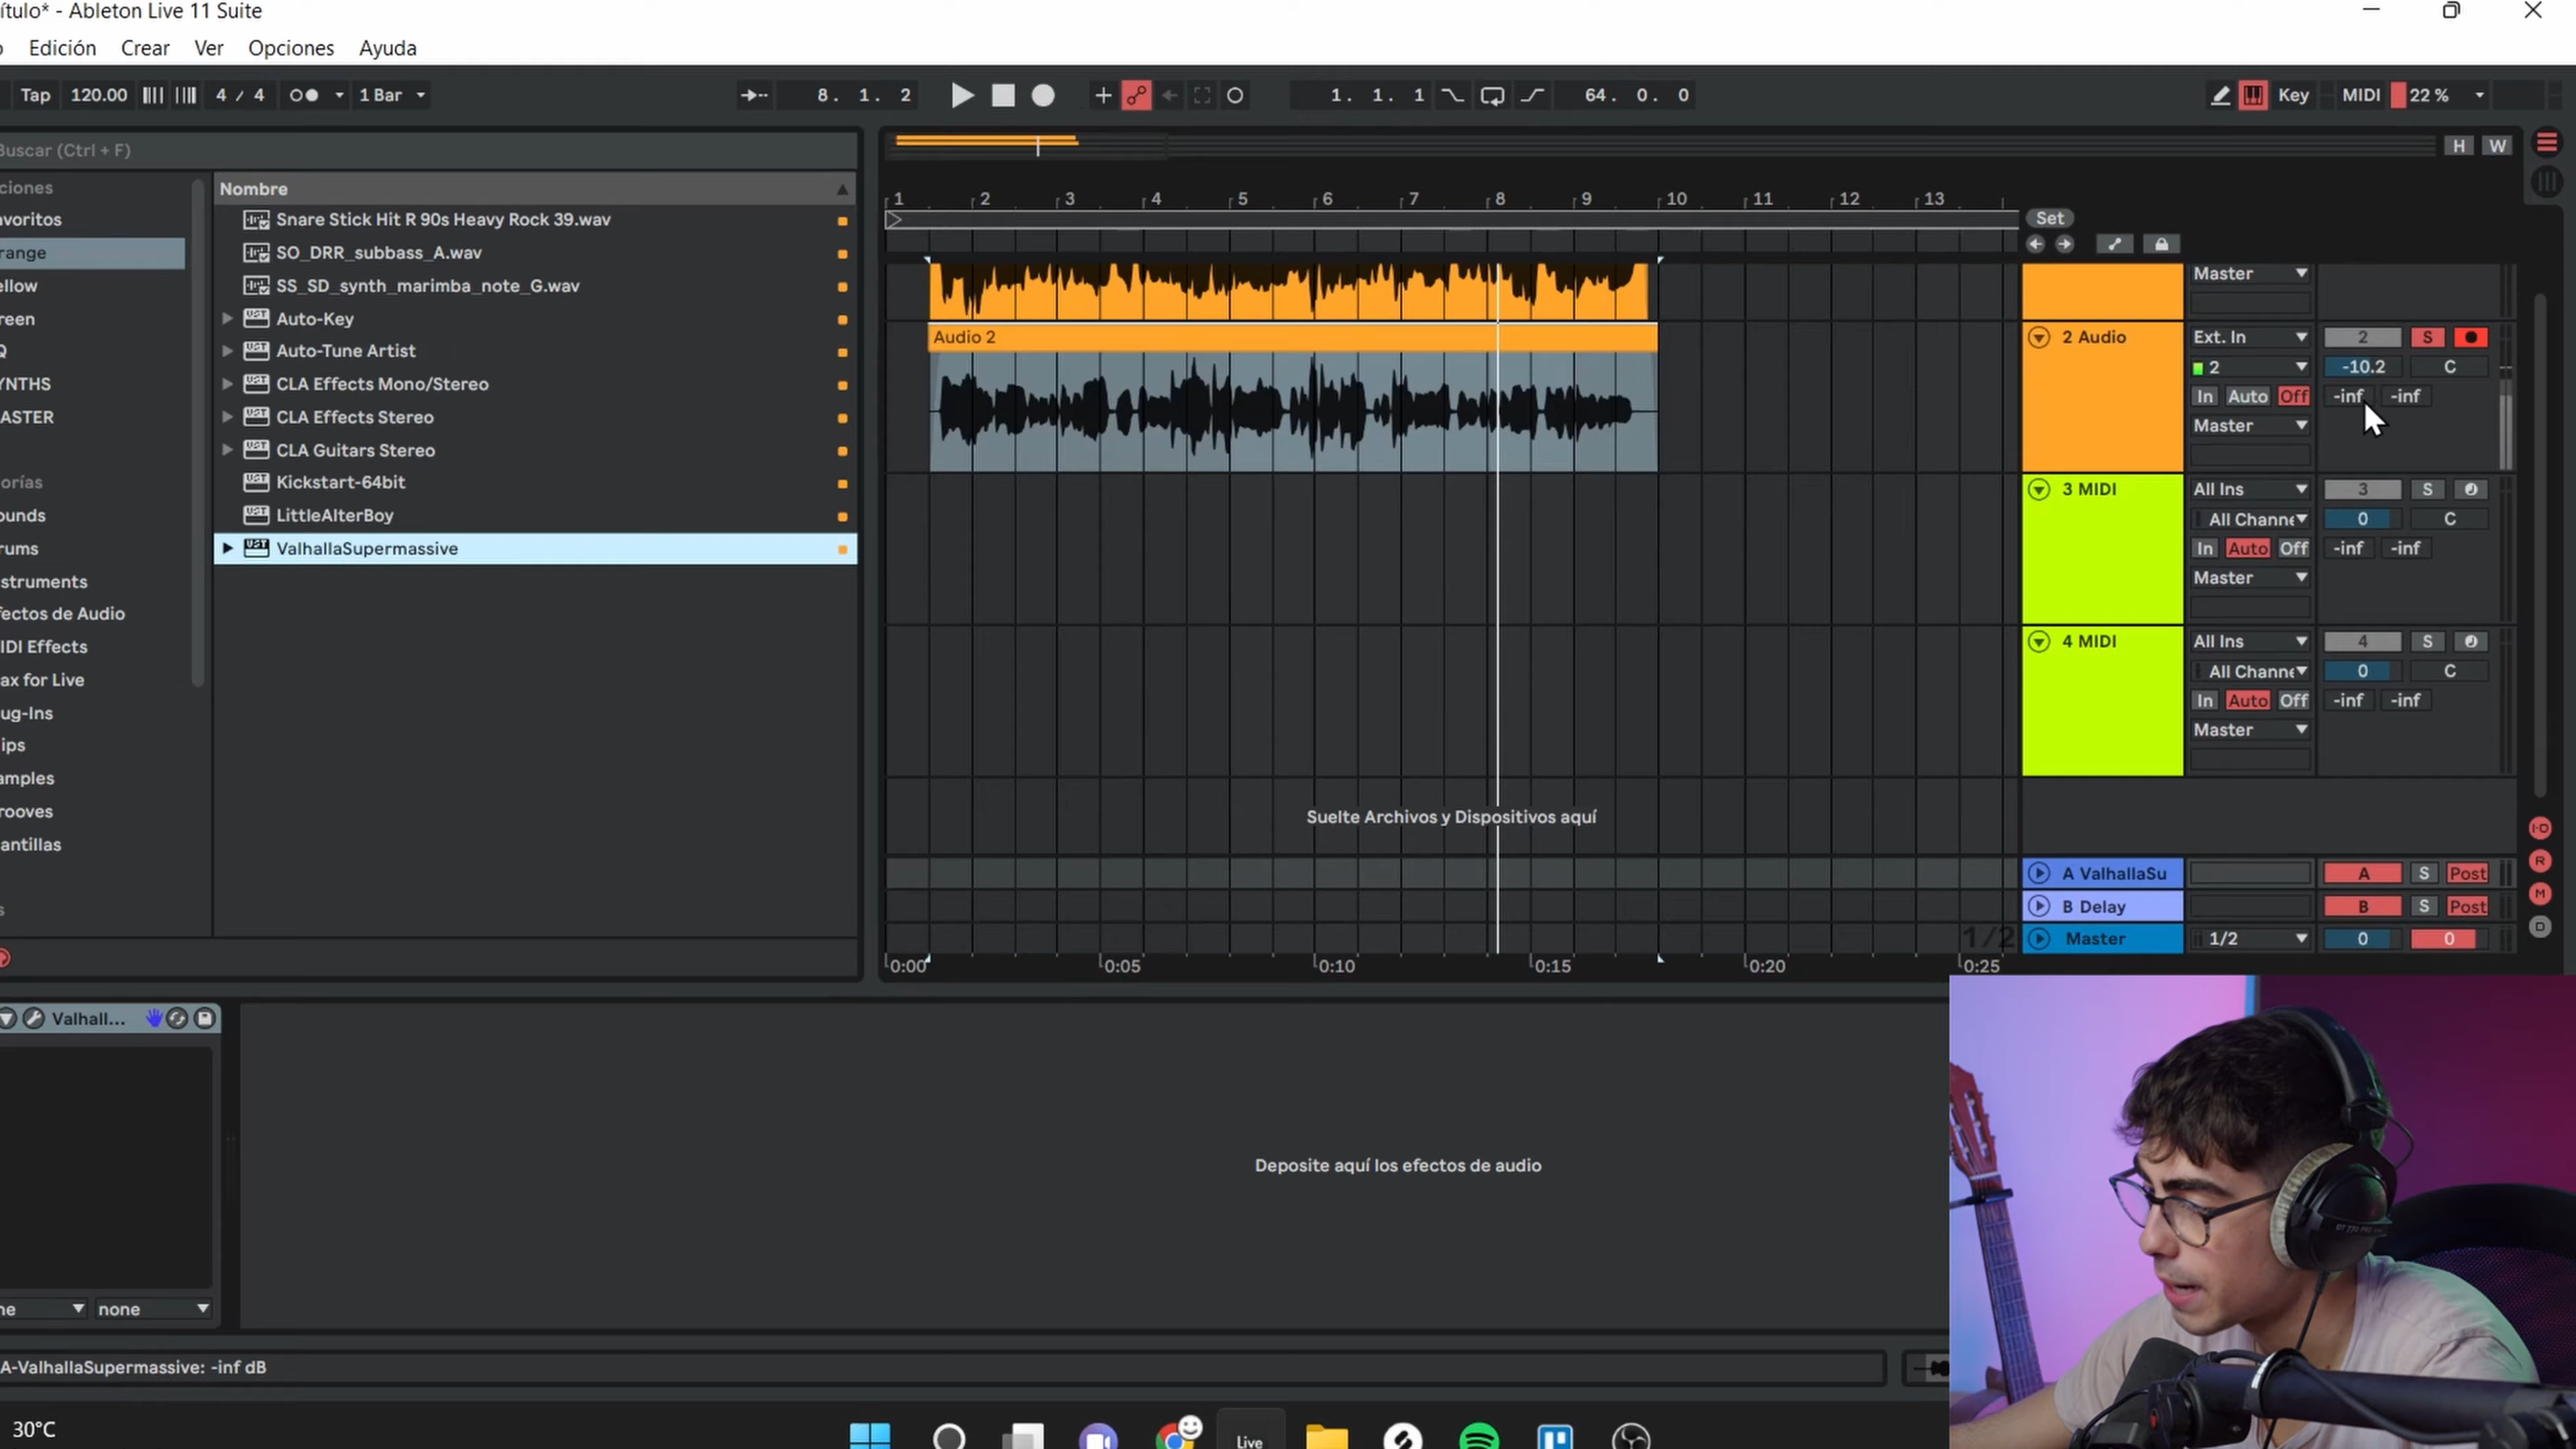 ítulo* - Ableton Live 11 Suite
o Edición Crear Ver Opciones Ayuda
Tap 120.00 4 / 4 1 Bar 8. 1. 2 1. 1. 1 64. 0. 0 Key MIDI 22 %
Buscar (Ctrl + F)
H W
ciones
avoritos
range
ellow
reen
Q
YNTHS
ASTER
orías
ounds
rums
struments
fectos de Audio
IDI Effects
ax for Live
ug-Ins
ips
amples
rooves
antillas
s
Nombre
Snare Stick Hit R 90s Heavy Rock 39.wav
SO_DRR_subbass_A.wav
SS_SD_synth_marimba_note_G.wav
Auto-Key
Auto-Tune Artist
CLA Effects Mono/Stereo
CLA Effects Stereo
CLA Guitars Stereo
Kickstart-64bit
LittleAlterBoy
ValhallaSupermassive
1 2 3 4 5 6 7 8 9 10 11 12 13
Set
Audio 2
Suelte Archivos y Dispositivos aquí
1/2
0:00 0:05 0:10 0:15 0:20 0:25
Master
2 Audio Ext. In 2 S
2 -10.2 C
In Auto Off -inf -inf
Master
3 MIDI All Ins 3 S
All Channe 0 C
In Auto Off -inf -inf
Master
4 MIDI All Ins 4 S
All Channe 0 C
In Auto Off -inf -inf
Master
A ValhallaSu A S Post
B Delay B S Post
Master 1/2 0 0
I·O
R
M
D
Valhall...
ne none
Deposite aquí los efectos de audio
A-ValhallaSupermassive: -inf dB
30°C
Live